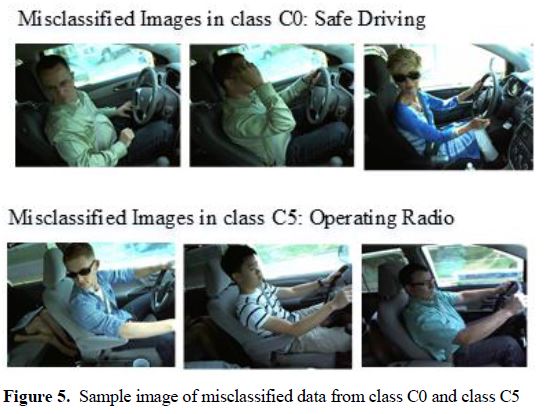 Misclassified Images in class C0: Safe Driving
Misclassified Images in class C5: Operating Radio
Figure 5. Sample image of misclassified data from class C0 and class C5